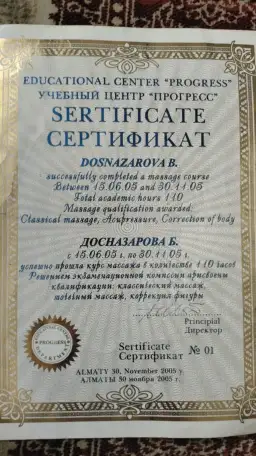 EDUCATIONAL CENTER "PROGRESS"
УЧЕБНЫЙ ЦЕНТР "ПРОГРЕСС"
SERTIFICATE
СЕРТИФИКАТ
DOSNAZAROVA B.
successfully completed a massage course
Between 15.06.05 and 30.11.05
Total academic hours 110
Massage qualification awarded:
Classical massage, Acupressure, Correction of body
ДОСНАЗАРОВА Б.
с 15.06.05 г. по 30.11.05 г.
успешно прошла курс массажа в количестве 110 часов
Решением экзаменационной комиссии присвоены
квалификации: классический массаж,
точечный массаж, коррекция фигуры
Principial
Директор
PROGRESS
Sertificate
Сертификат № 01
ALMATY 30, November 2005 y
АЛМАТЫ 30 ноября 2005 г.